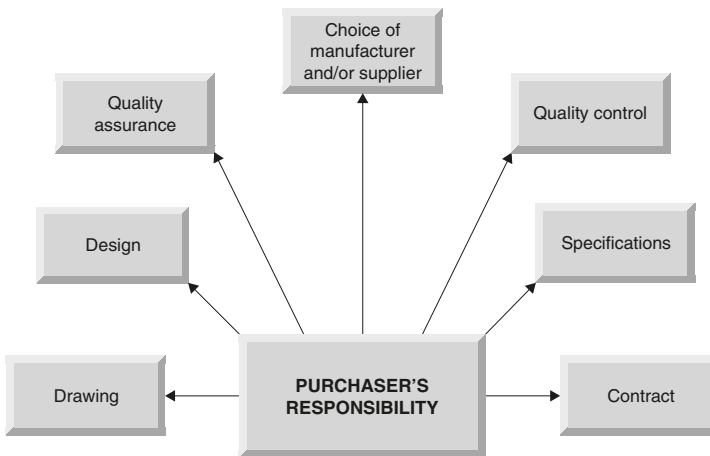 Choice of
manufacturer
and/or supplier
Quality
assurance
Quality control
Design
Specifications
Drawing
PURCHASER'S
RESPONSIBILITY
Contract